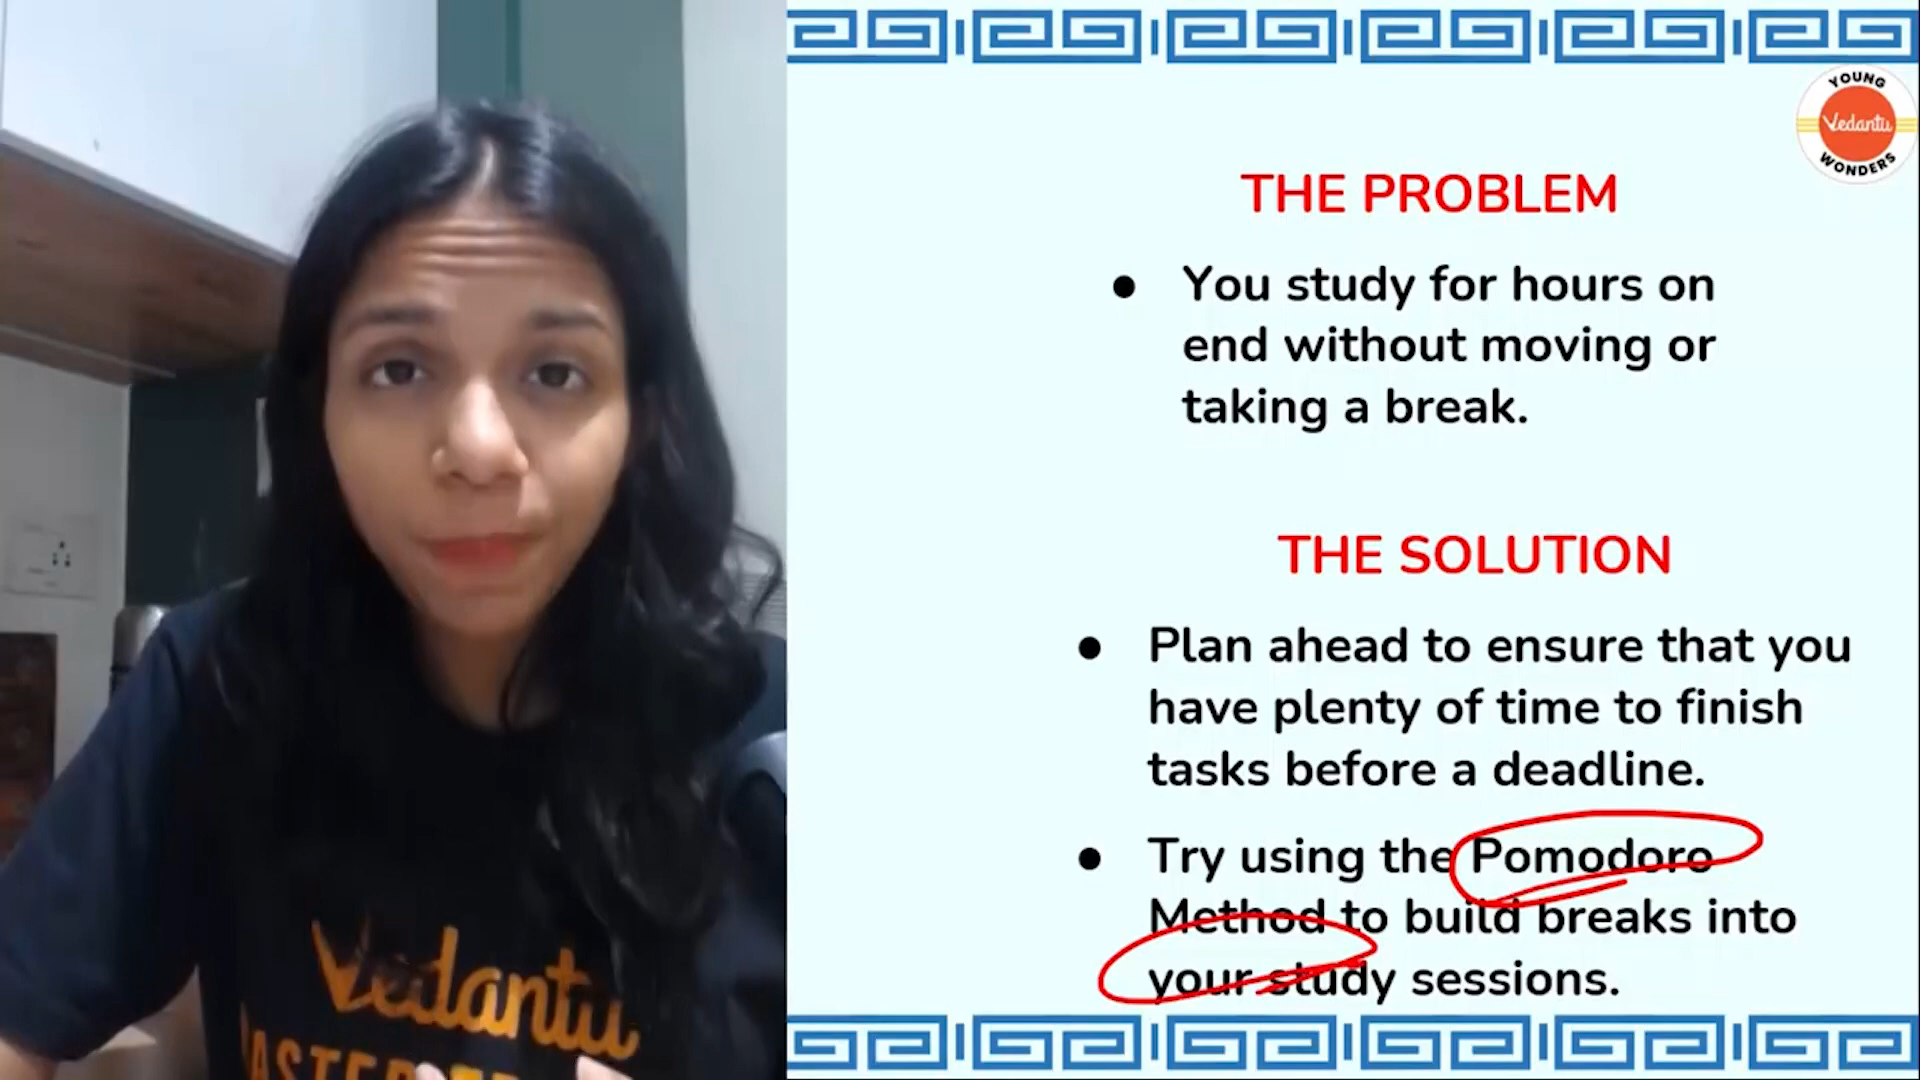 YOUNG
Vedantu
WONDERS
THE PROBLEM
● You study for hours on
end without moving or
taking a break.
THE SOLUTION
● Plan ahead to ensure that you
have plenty of time to finish
tasks before a deadline.
● Try using the Pomodoro
Method to build breaks into
your study sessions.
Vedantu